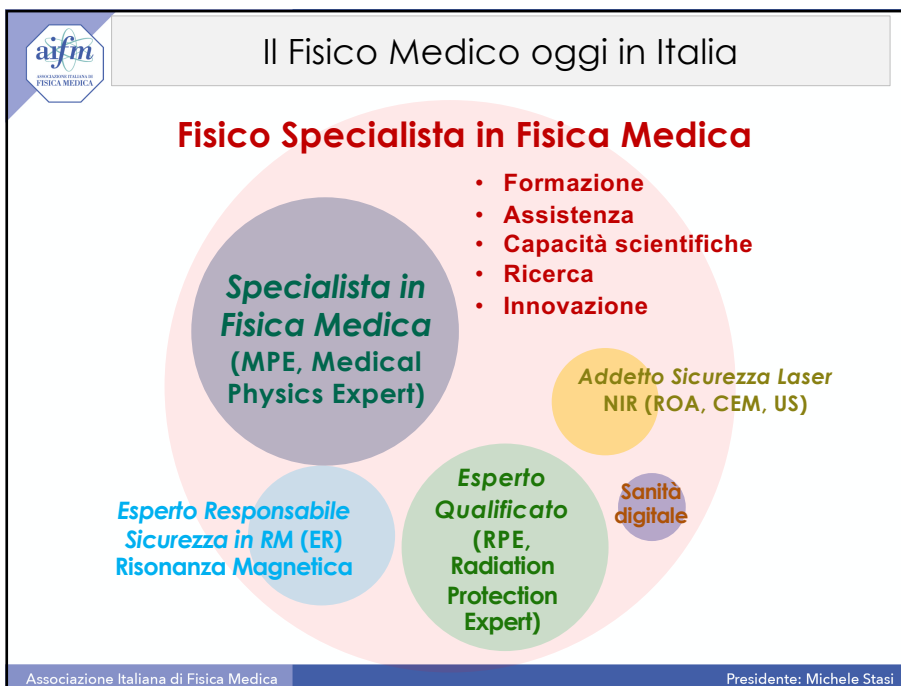 aifm
ASSOCIAZIONE ITALIANA DI
FISICA MEDICA
Il Fisico Medico oggi in Italia
Fisico Specialista in Fisica Medica
• Formazione
• Assistenza
• Capacità scientifiche
• Ricerca
• Innovazione
Specialista in
Fisica Medica
(MPE, Medical
Physics Expert)
Addetto Sicurezza Laser
NIR (ROA, CEM, US)
Esperto Responsabile
Sicurezza in RM (ER)
Risonanza Magnetica
Esperto
Qualificato
(RPE,
Radiation
Protection
Expert)
Sanità
digitale
Associazione Italiana di Fisica Medica
Presidente: Michele Stasi